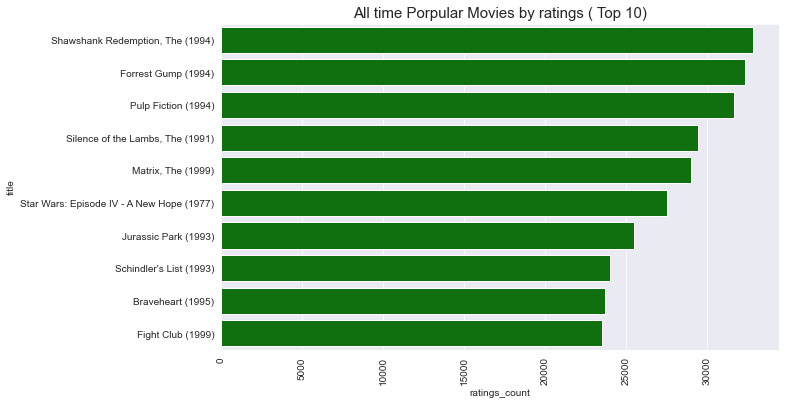 All time Porpular Movies by ratings ( Top 10)
Shawshank Redemption, The (1994)
Forrest Gump (1994)
Pulp Fiction (1994)
Silence of the Lambs, The (1991)
Matrix, The (1999)
title
Star Wars: Episode IV - A New Hope (1977)
Jurassic Park (1993)
Schindler's List (1993)
Braveheart (1995)
Fight Club (1999)
0 5000 10000 15000 20000 25000 30000
ratings_count